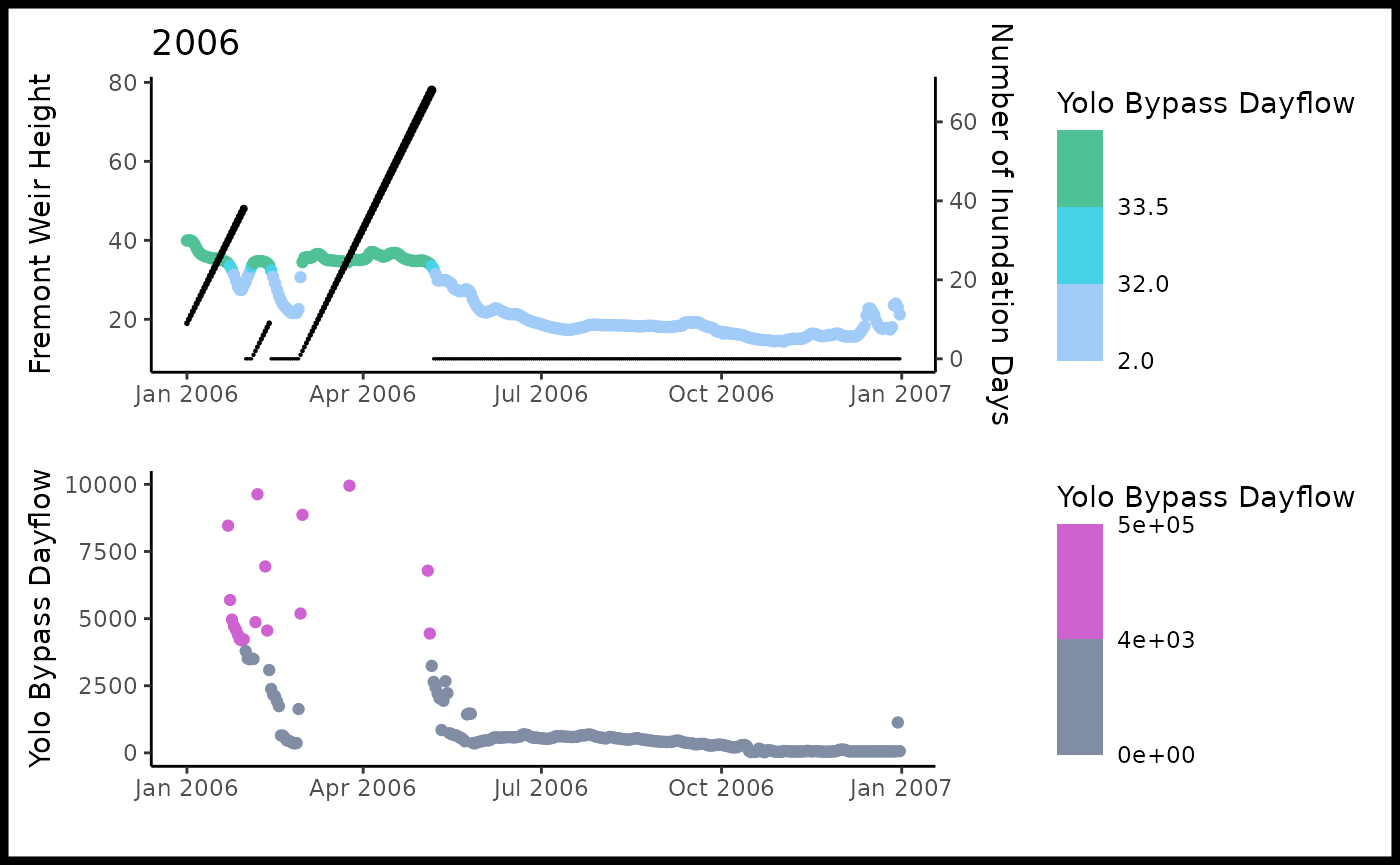 2006
Fremont Weir Height
80
60
40
20
60
40
20
0
Number of Inundation Days
Jan 2006 Apr 2006 Jul 2006 Oct 2006 Jan 2007
Yolo Bypass Dayflow
33.5
32.0
2.0
Yolo Bypass Dayflow
10000
7500
5000
2500
0
Jan 2006 Apr 2006 Jul 2006 Oct 2006 Jan 2007
Yolo Bypass Dayflow
5e+05
4e+03
0e+00